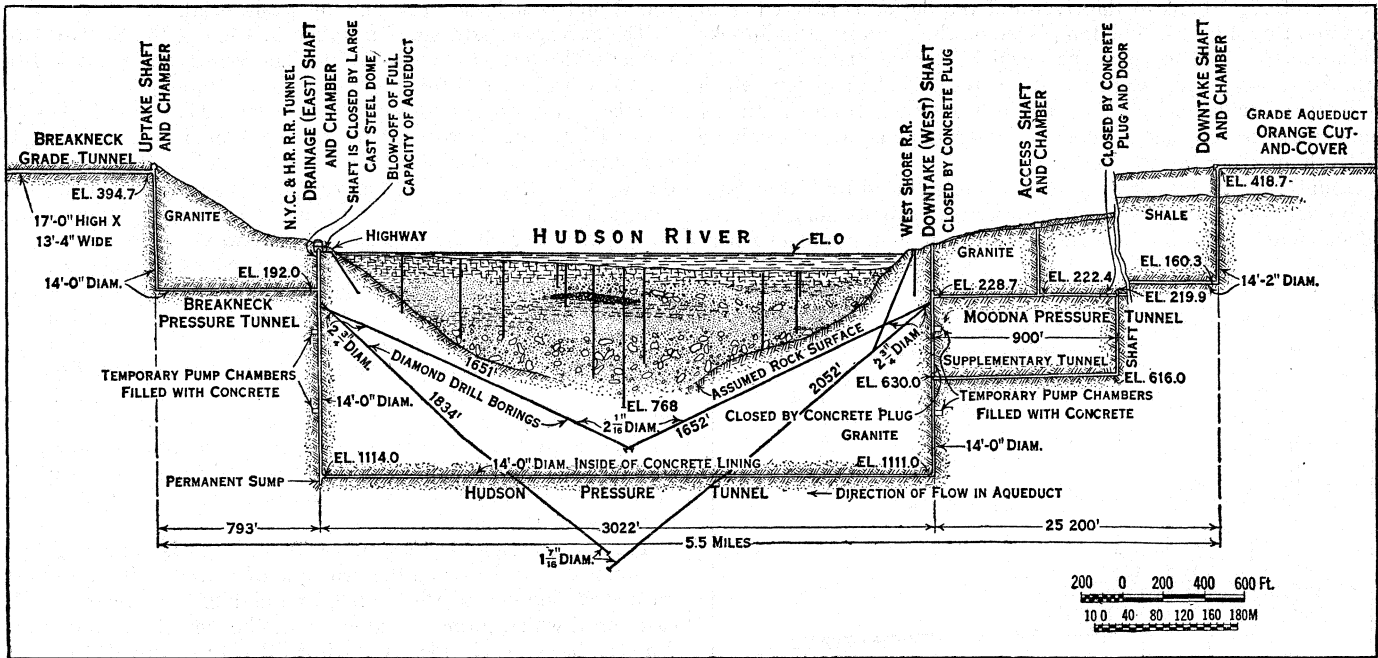 UPTAKE SHAFT
AND CHAMBER
N.Y.C. & H.R. R.R. TUNNEL
DRAINAGE (EAST) SHAFT
AND CHAMBER
SHAFT IS CLOSED BY LARGE
CAST STEEL DOME
BLOW-OFF OF FULL
CAPACITY OF AQUEDUCT
WEST SHORE R.R.
DOWNTAKE (WEST) SHAFT
CLOSED BY CONCRETE PLUG
ACCESS SHAFT
AND CHAMBER
CLOSED BY CONCRETE
PLUG AND DOOR
DOWNTAKE SHAFT
AND CHAMBER
GRADE AQUEDUCT
ORANGE CUT-
AND-COVER
BREAKNECK
GRADE TUNNEL
EL. 394.7
17'-0" HIGH X
13'-4" WIDE
GRANITE
HIGHWAY
HUDSON RIVER
EL. 0
GRANITE
SHALE
EL. 418.7
EL. 192.0
EL. 228.7
EL. 222.4
EL. 160.3
EL. 219.9
14'-0" DIAM.
14'-2" DIAM.
BREAKNECK
PRESSURE TUNNEL
MOODNA PRESSURE TUNNEL
900'
SHAFT
SUPPLEMENTARY TUNNEL
EL. 630.0
EL. 616.0
2 3/4" DIAM.
1651'
DIAMOND DRILL BORINGS
1834'
ASSUMED ROCK SURFACE
2 3/4" DIAM.
2052'
TEMPORARY PUMP CHAMBERS
FILLED WITH CONCRETE
14'-0" DIAM.
EL. 768
2 1/16" DIAM.
1652'
CLOSED BY CONCRETE PLUG
GRANITE
TEMPORARY PUMP CHAMBERS
FILLED WITH CONCRETE
14'-0" DIAM.
EL. 1114.0
14'-0" DIAM. INSIDE OF CONCRETE LINING
EL. 1111.0
PERMANENT SUMP
HUDSON PRESSURE TUNNEL
DIRECTION OF FLOW IN AQUEDUCT
793'
3022'
25 200'
5.5 MILES
1 7/16" DIAM.
200 0 200 400 600 Ft.
10 0 40 80 120 160 180M